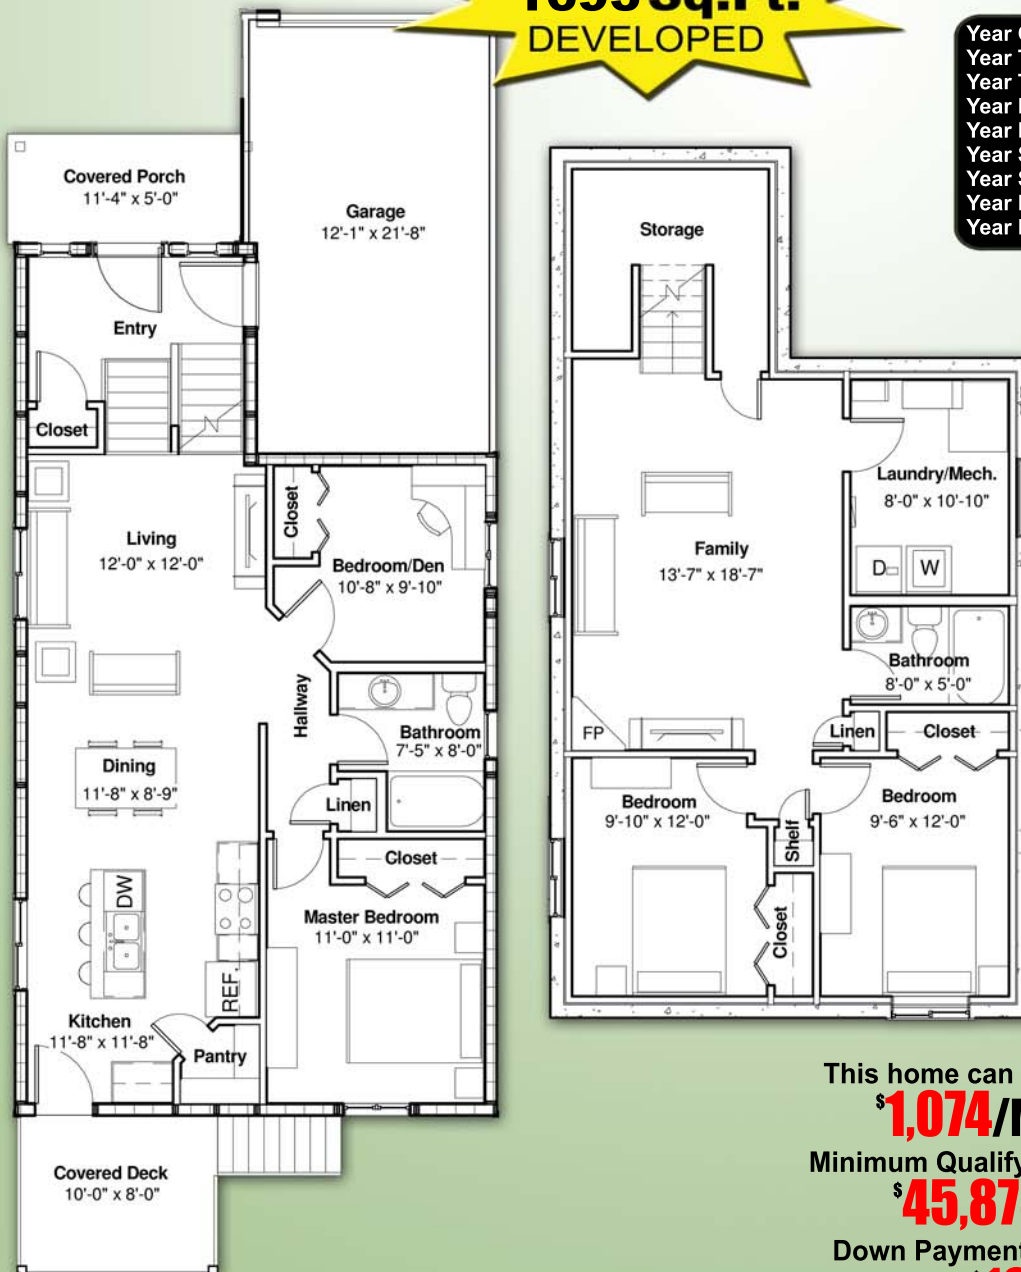 DEVELOPED
Year
Year
Year
Year
Year
Year
Year
Year
Year
Covered Porch
11'-4" x 5'-0"
Garage
12'-1" x 21'-8"
Entry
Closet
Living
12'-0" x 12'-0"
Closet
Bedroom/Den
10'-8" x 9'-10"
Hallway
Bathroom
7'-5" x 8'-0"
Dining
11'-8" x 8'-9"
Linen
Closet
DW
Master Bedroom
11'-0" x 11'-0"
REF.
Kitchen
11'-8" x 11'-8"
Pantry
Covered Deck
10'-0" x 8'-0"
Storage
Laundry/Mech.
8'-0" x 10'-10"
Family
13'-7" x 18'-7"
D
W
Bathroom
8'-0" x 5'-0"
FP
Linen
Closet
Bedroom
9'-10" x 12'-0"
Bedroom
9'-6" x 12'-0"
Shelf
Closet
This home can
$1,074/
Minimum Qualify
$45,87
Down Payment